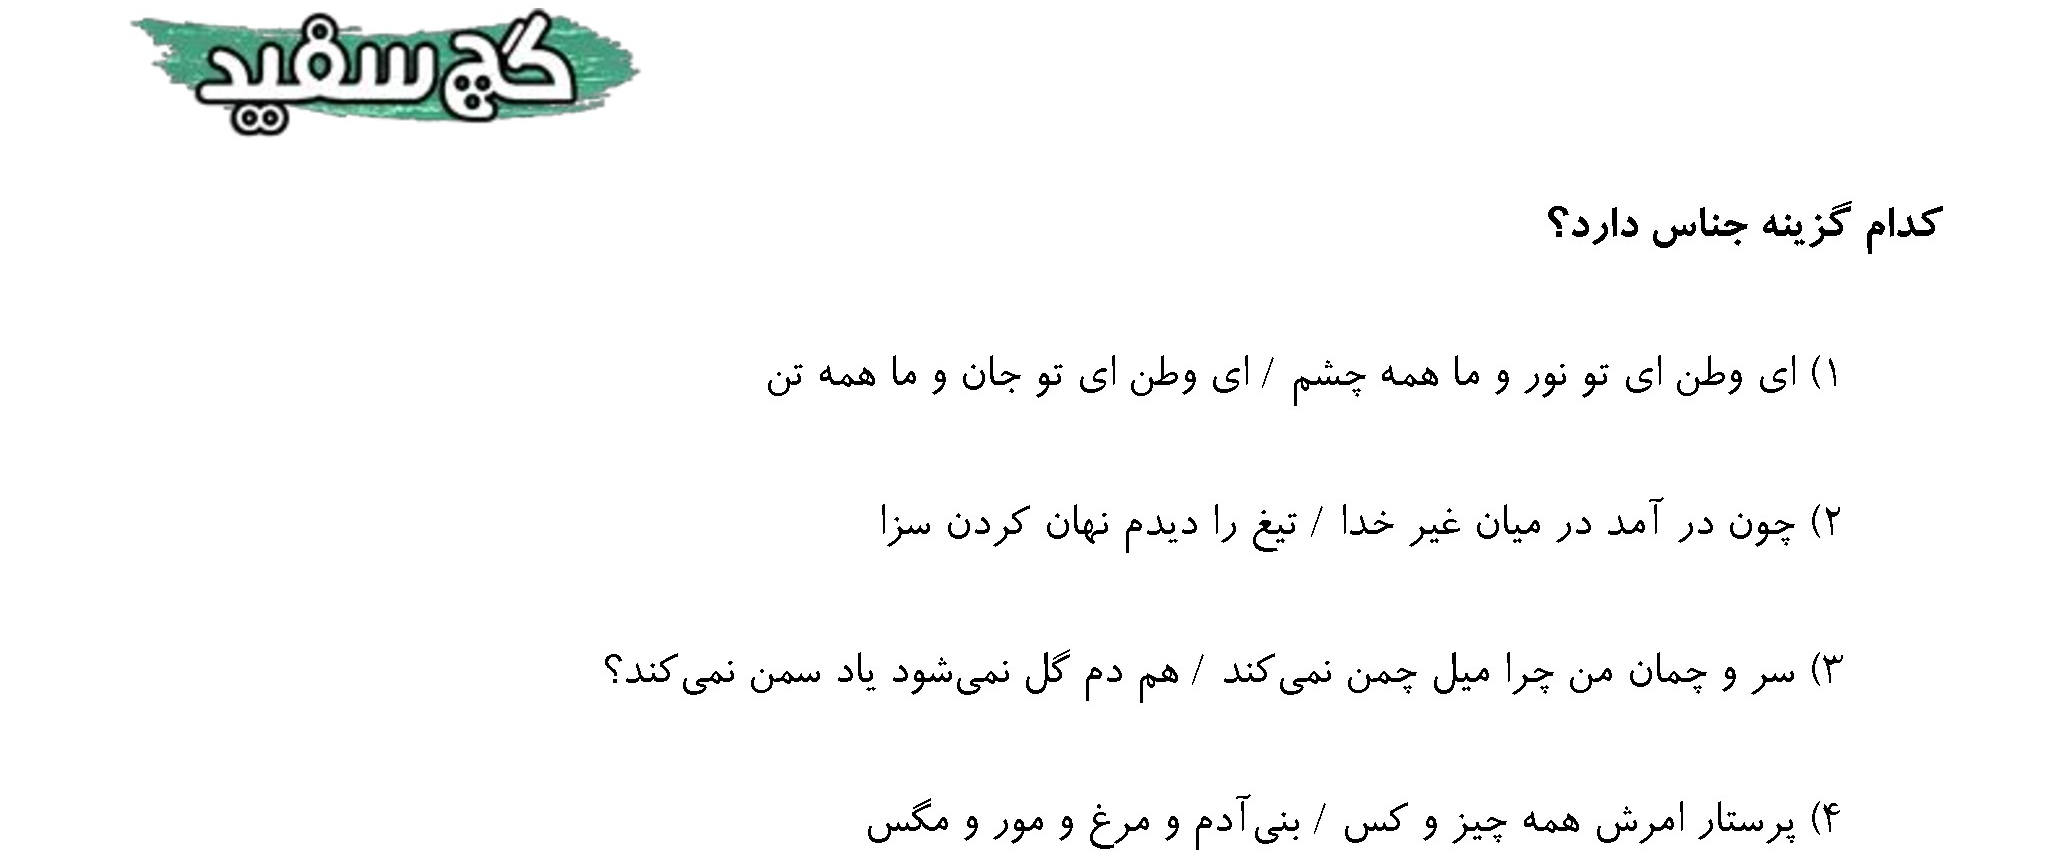 گچ سفید
کدام گزینه جناس دارد؟
۱) ای وطن ای تو نور و ما همه چشم / ای وطن ای تو جان و ما همه تن
۲) چون در آمد در میان غیر خدا / تیغ را دیدم نهان کردن سزا
۳) سر و چمان من چرا میل چمن نمی‌کند / هم دم گل نمی‌شود یاد سمن نمی‌کند؟
۴) پرستار امرش همه چیز و کس / بنی‌آدم و مرغ و مور و مگس